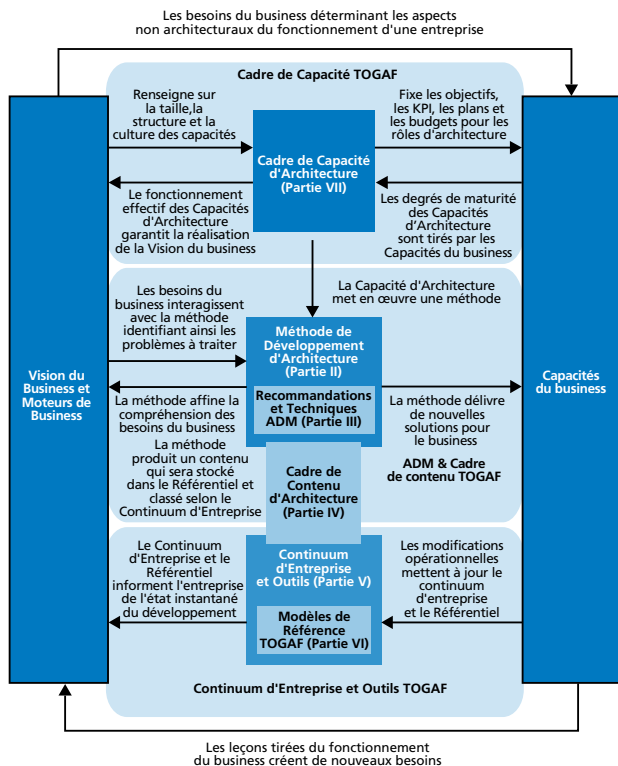 Les besoins du business déterminant les aspects
non architecturaux du fonctionnement d'une entreprise
Cadre de Capacité TOGAF
Renseigne sur
la taille,la
structure et la
culture des capacités
Fixe les objectifs,
les KPI, les plans et
les budgets pour les
rôles d'architecture
Cadre de Capacité
d'Architecture
(Partie VII)
Le fonctionnement
effectif des Capacités
d'Architecture
garantit la réalisation
de la Vision du business
Les degrés de maturité
des Capacités
d'Architecture
sont tirés par les
Capacités du business
La Capacité d'Architecture
met en œuvre une méthode
Les besoins du
business interagissent
avec la méthode
identifiant ainsi les
problèmes à traiter
Méthode de
Développement
d'Architecture
(Partie II)
Vision du
Business et
Moteurs de
Business
Capacités
du business
Recommandations
et Techniques
ADM (Partie III)
La méthode affine la
compréhension des
besoins du business
La méthode délivre
de nouvelles
solutions pour
le business
La méthode
produit un contenu
qui sera stocké
dans le Référentiel et
classé selon le
Continuum d'Entreprise
Cadre de
Contenu
d'Architecture
(Partie IV)
ADM & Cadre
de contenu TOGAF
Le Continuum
d'Entreprise et le
Référentiel
informent l'entreprise
de l'état instantané
du développement
Continuum
d'Entreprise
et Outils (Partie V)
Les modifications
opérationnelles
mettent à jour le
continuum
d'entreprise
et le Référentiel
Modèles de
Référence
TOGAF (Partie VI)
Continuum d'Entreprise et Outils TOGAF
Les leçons tirées du fonctionnement
du business créent de nouveaux besoins